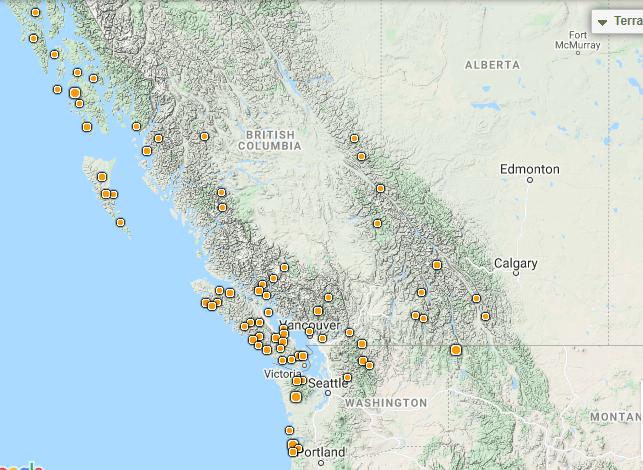 Terra
Fort
McMurray
ALBERTA
BRITISH
COLUMBIA
Edmonton
Calgary
Vancouver
Victoria
Seattle
WASHINGTON
MONTAN
Portland